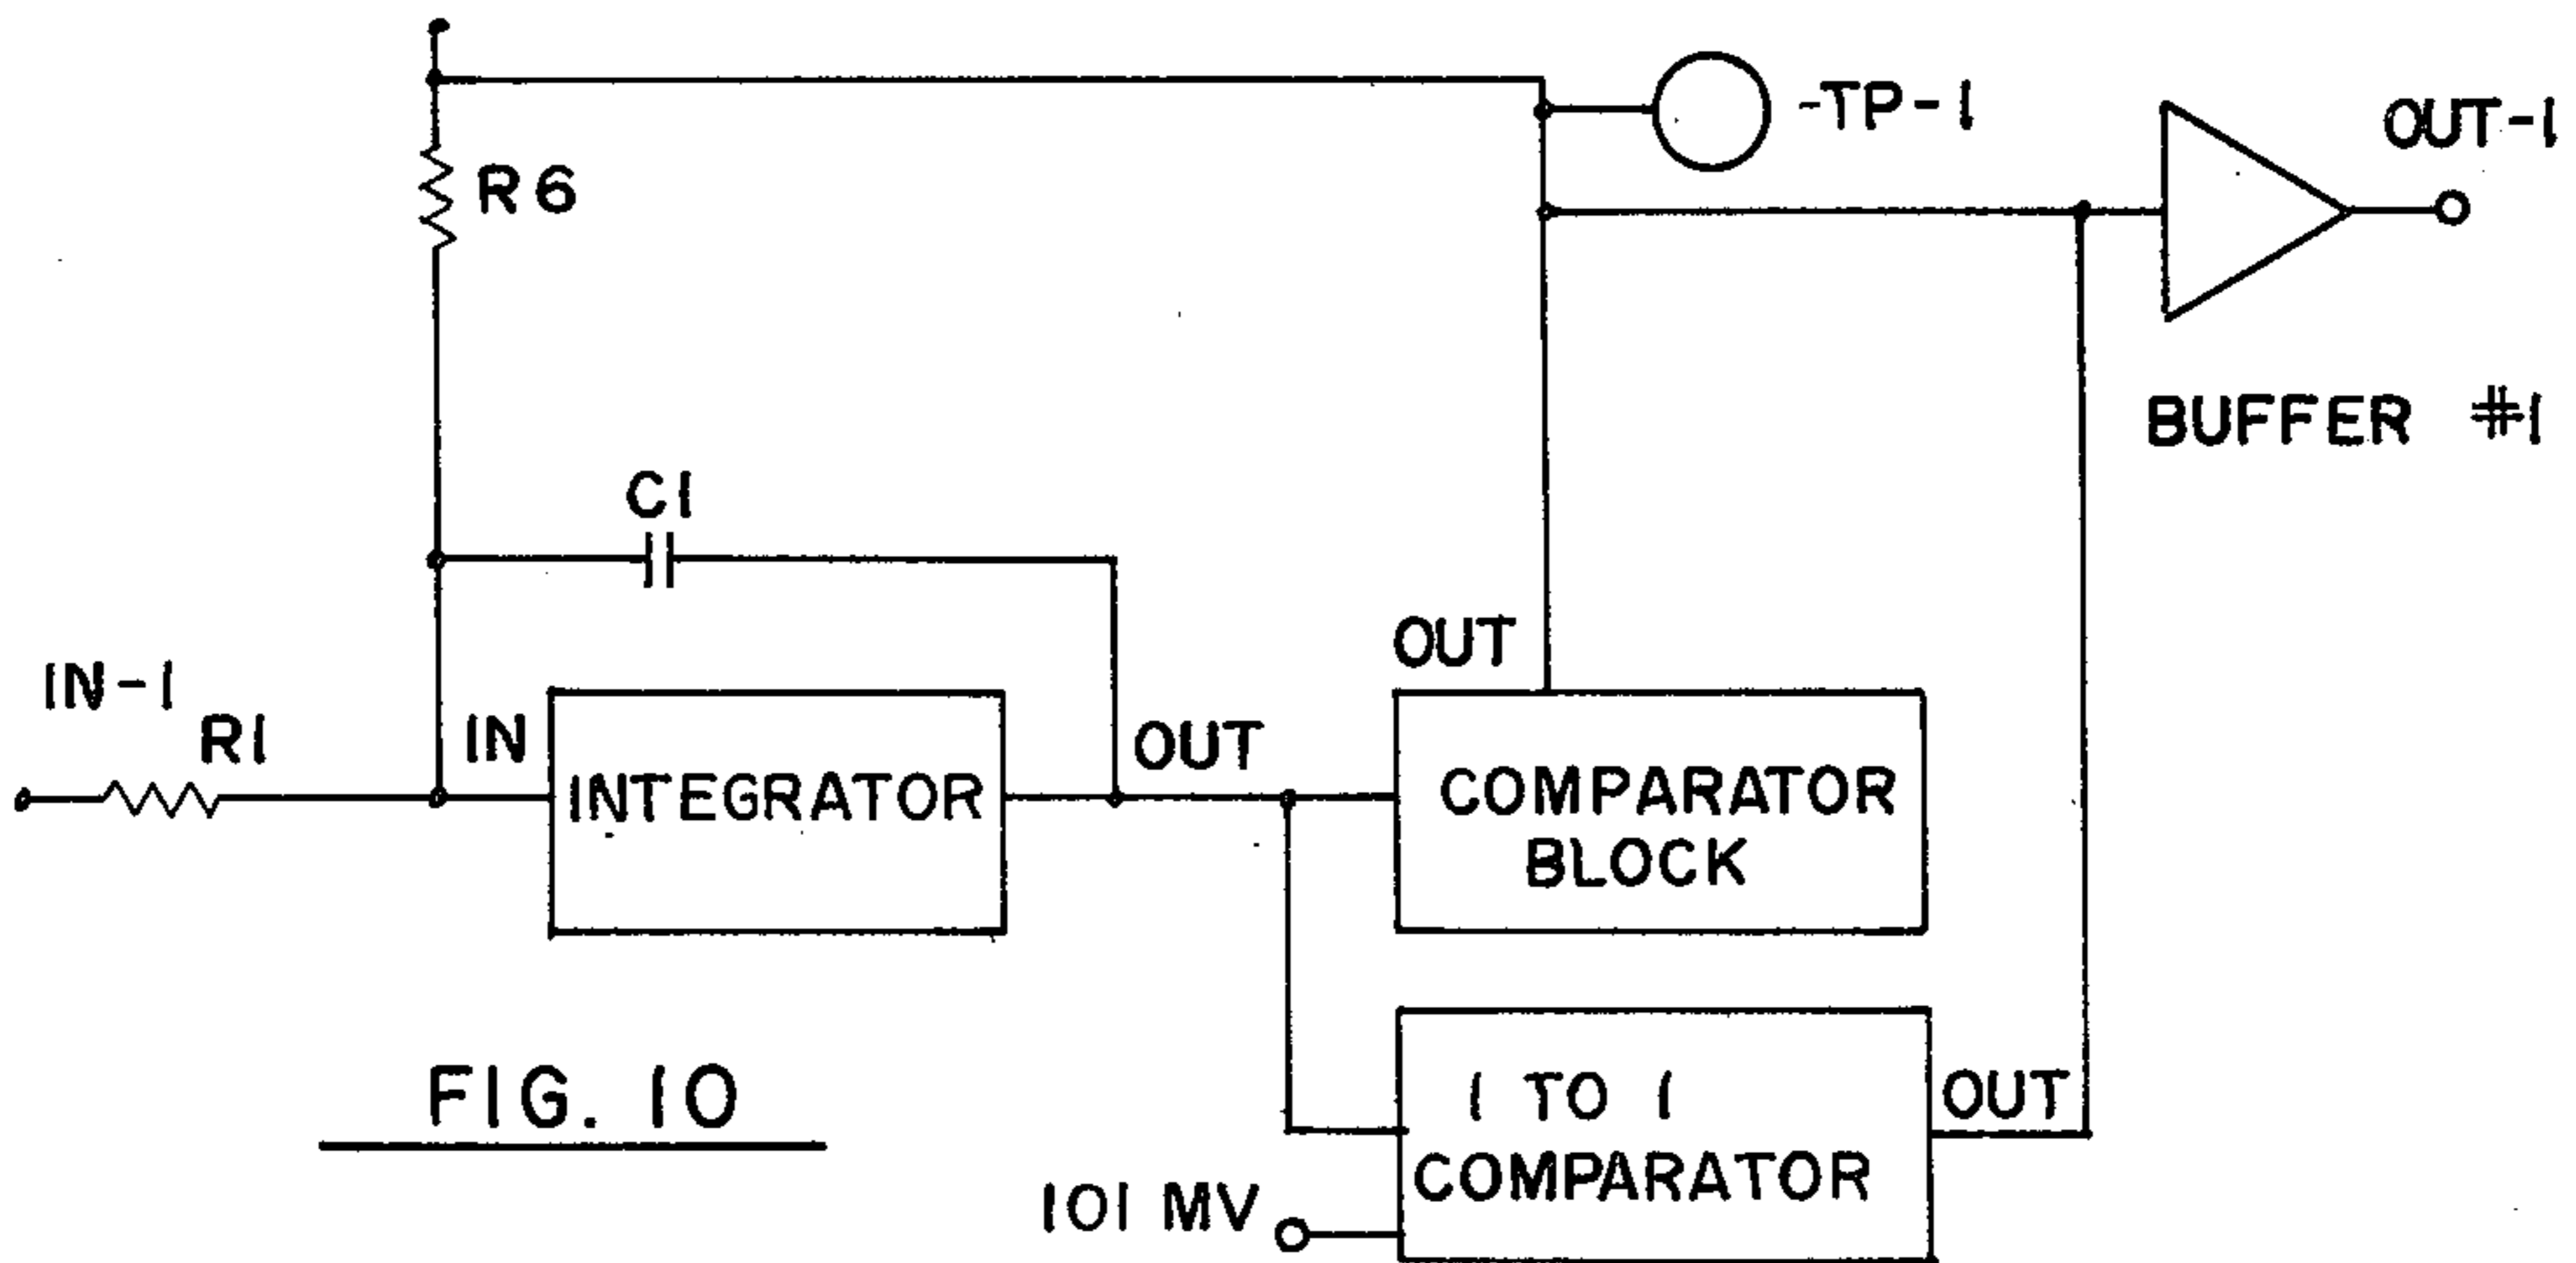 -TP-1
OUT-1
R6
BUFFER #1
C1
OUT
IN-1
R1
IN
OUT
INTEGRATOR
COMPARATOR
BLOCK
FIG. 10
1 TO 1
COMPARATOR
OUT
101 MV